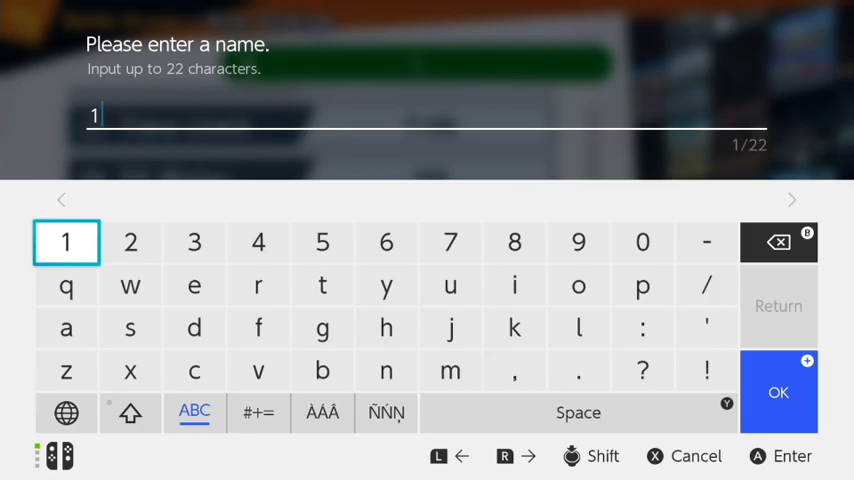 Please enter a name.
Input up to 22 characters.
1
1/22
1 2 3 4 5 6 7 8 9 0 -
B
q w e r t y u i o p /
Return
a s d f g h j k l : '
z x c v b n m , . ? !
+
OK
ABC #+= ÀÁÂ ÑŃŅ Space
Y
L ← R → Shift X Cancel A Enter